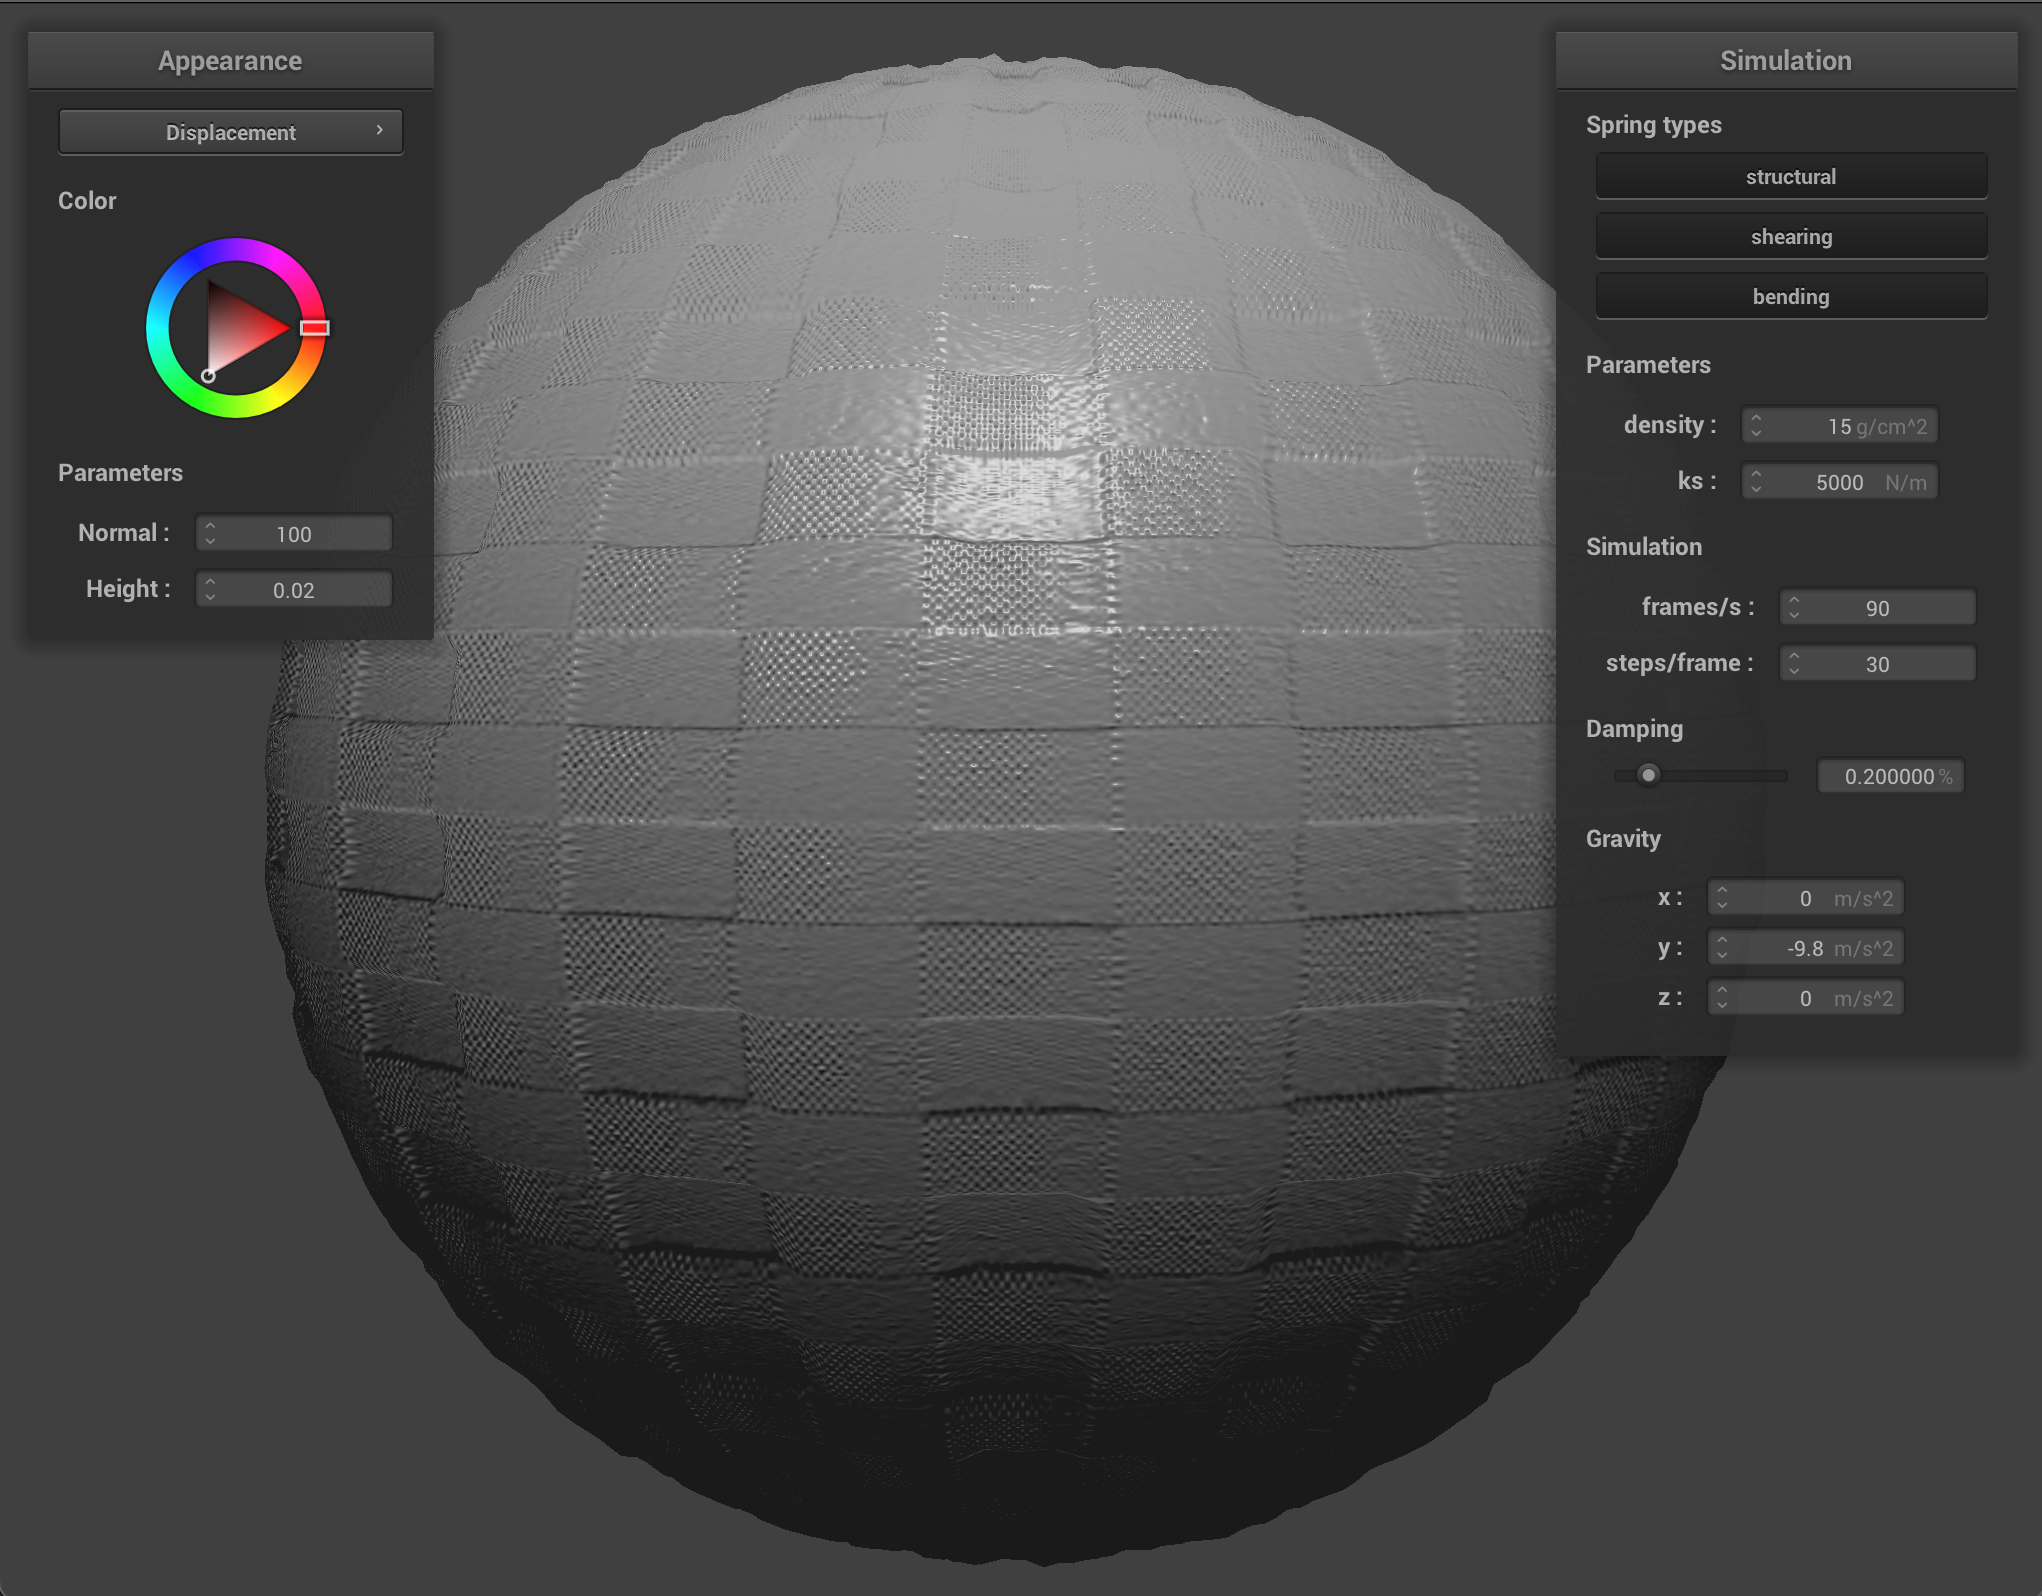 Appearance
Displacement
Color
Parameters
Normal : 100
Height : 0.02
Simulation
Spring types
structural
shearing
bending
Parameters
density : 15 g/cm^2
ks : 5000 N/m
Simulation
frames/s : 90
steps/frame : 30
Damping
0.200000 %
Gravity
x : 0 m/s^2
y : -9.8 m/s^2
z : 0 m/s^2